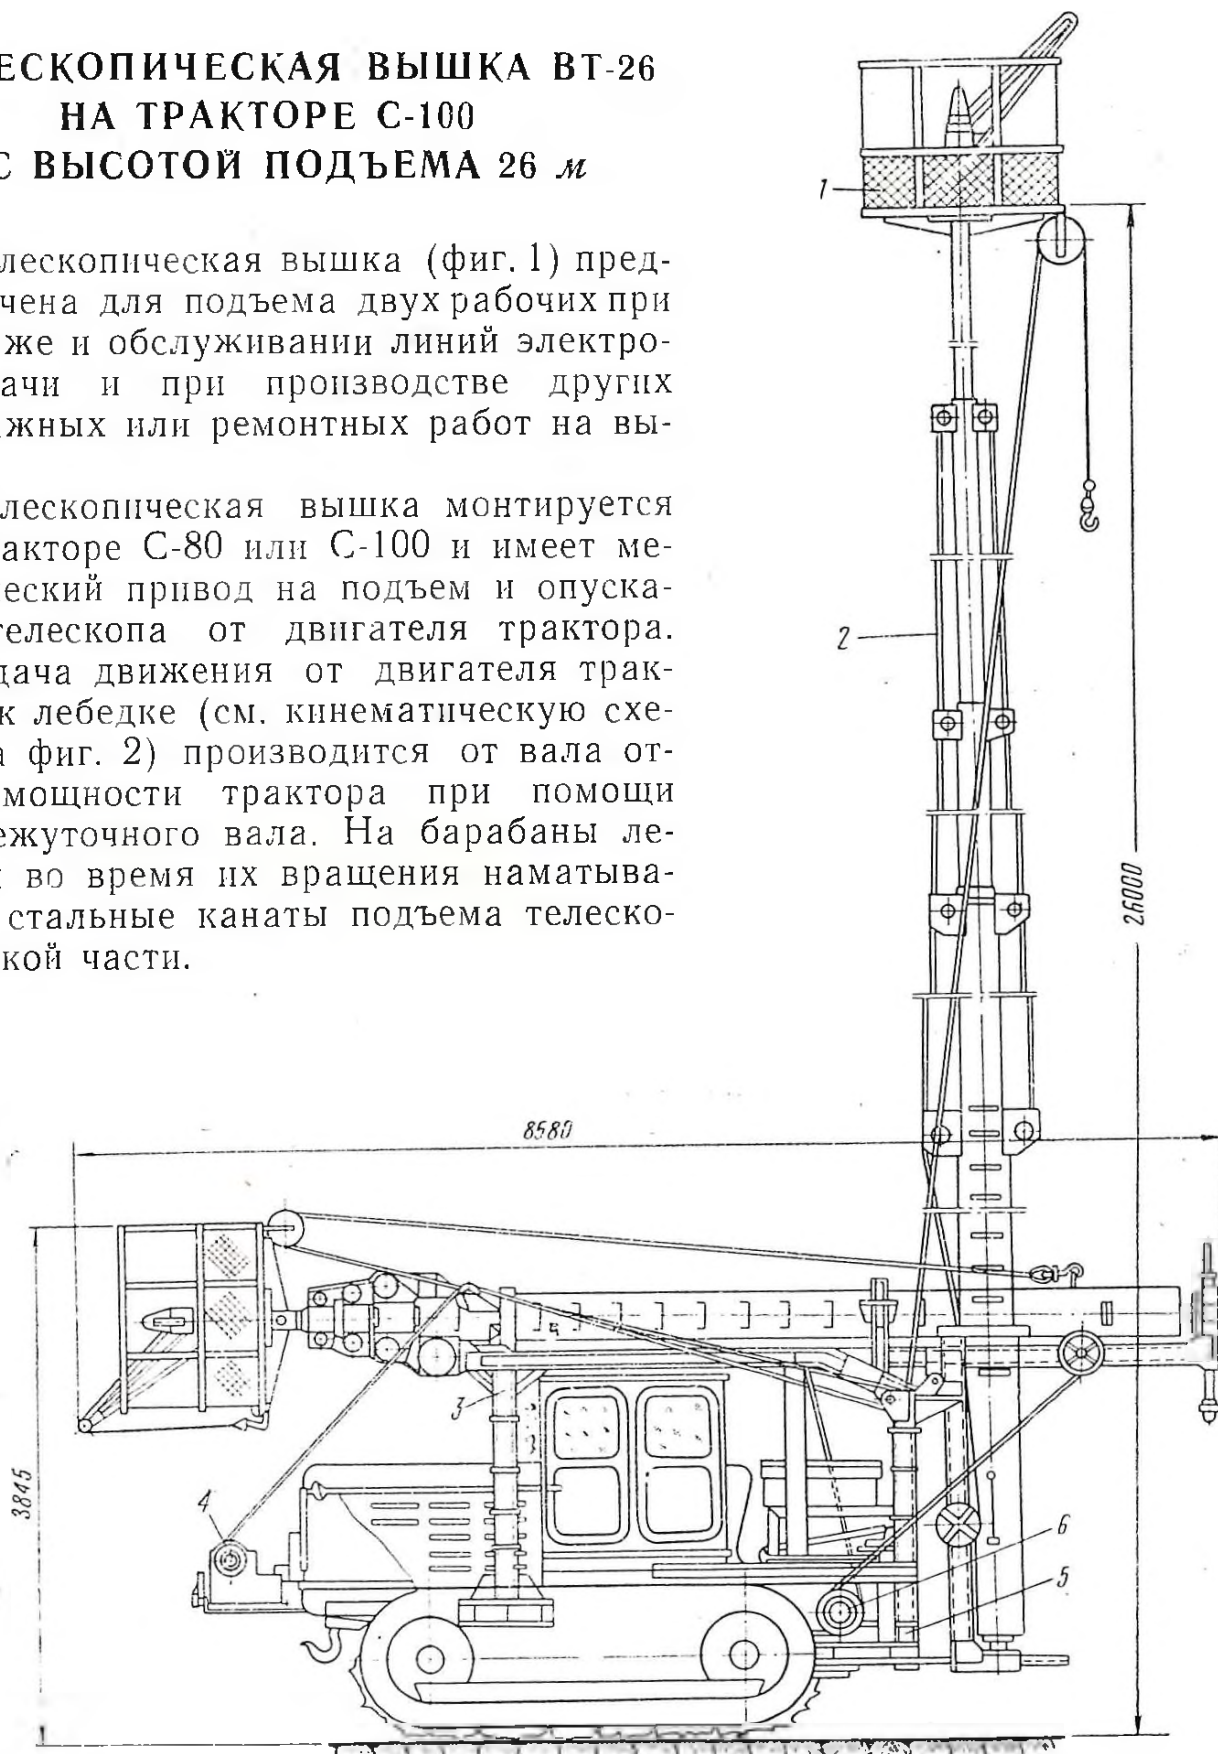 ЕСКОПИЧЕСКАЯ ВЫШКА ВТ-26
НА ТРАКТОРЕ С-100
С ВЫСОТОЙ ПОДЪЕМА 26 м
лескопическая вышка (фиг. 1) пред-
чена для подъема двух рабочих при
же и обслуживании линий электро-
ачи и при производстве других
жных или ремонтных работ на вы-
лескопическая вышка монтируется
акторе С-80 или С-100 и имеет ме-
еский привод на подъем и опуска-
телескопа от двигателя трактора.
дача движения от двигателя трак-
к лебедке (см. кинематическую схе-
а фиг. 2) производится от вала от-
мощности трактора при помощи
ежуточного вала. На барабаны ле-
и во время их вращения наматыва-
стальные канаты подъема телеско-
кой части.
1
2
26000
8580
3
3845
4
6
5